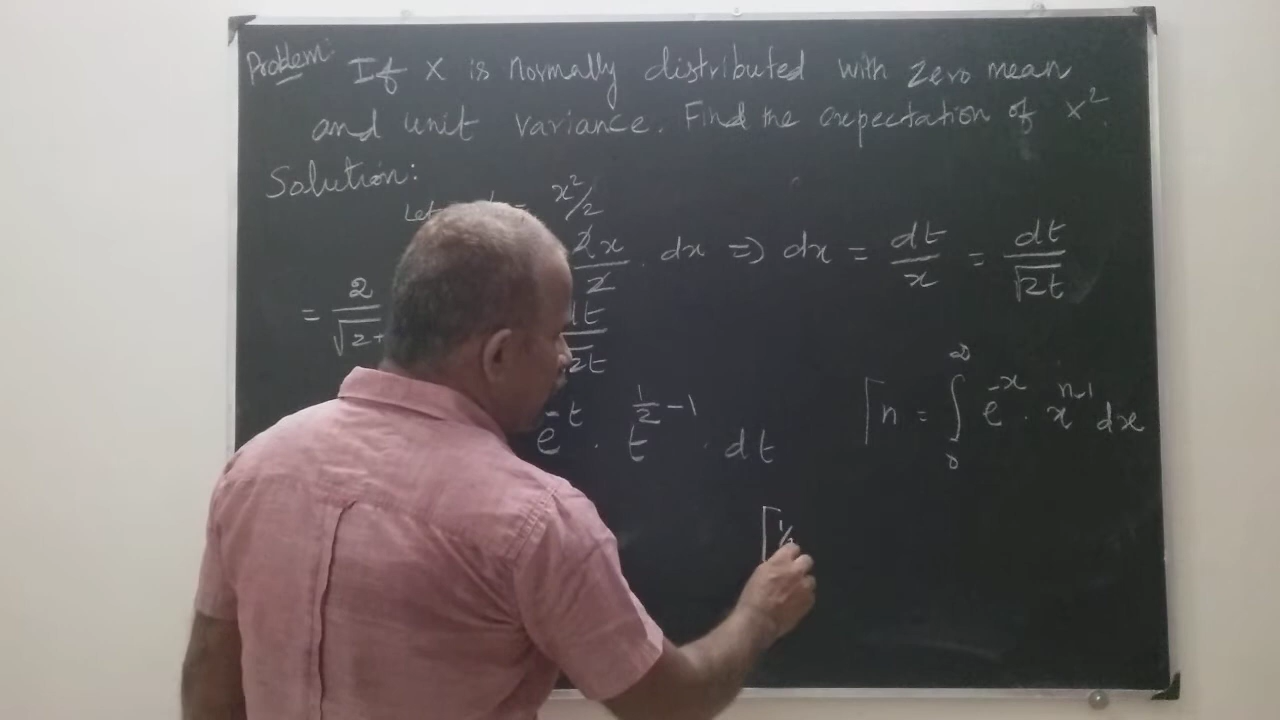 Problem: If X is normally distributed with zero mean
and unit variance. Find the expectation of X².
Solution:
Let = x²/2
2x/2 . dx ⇒ dx = dt/x = dt/√2t
= 2/√2 dt/2t
Γn = ∫₀^∞ e^-x . x^n-1 dx
e^-t . t^(1/2 - 1) . dt
Γ1/